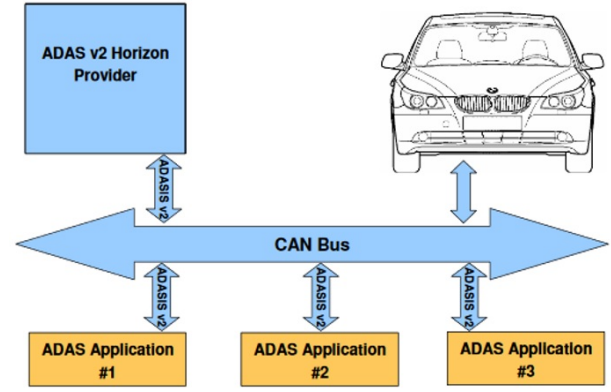 ADAS v2 Horizon
Provider
ADASIS v2
CAN Bus
ADASIS v2
ADASIS v2
ADASIS v2
ADAS Application
#1
ADAS Application
#2
ADAS Application
#3